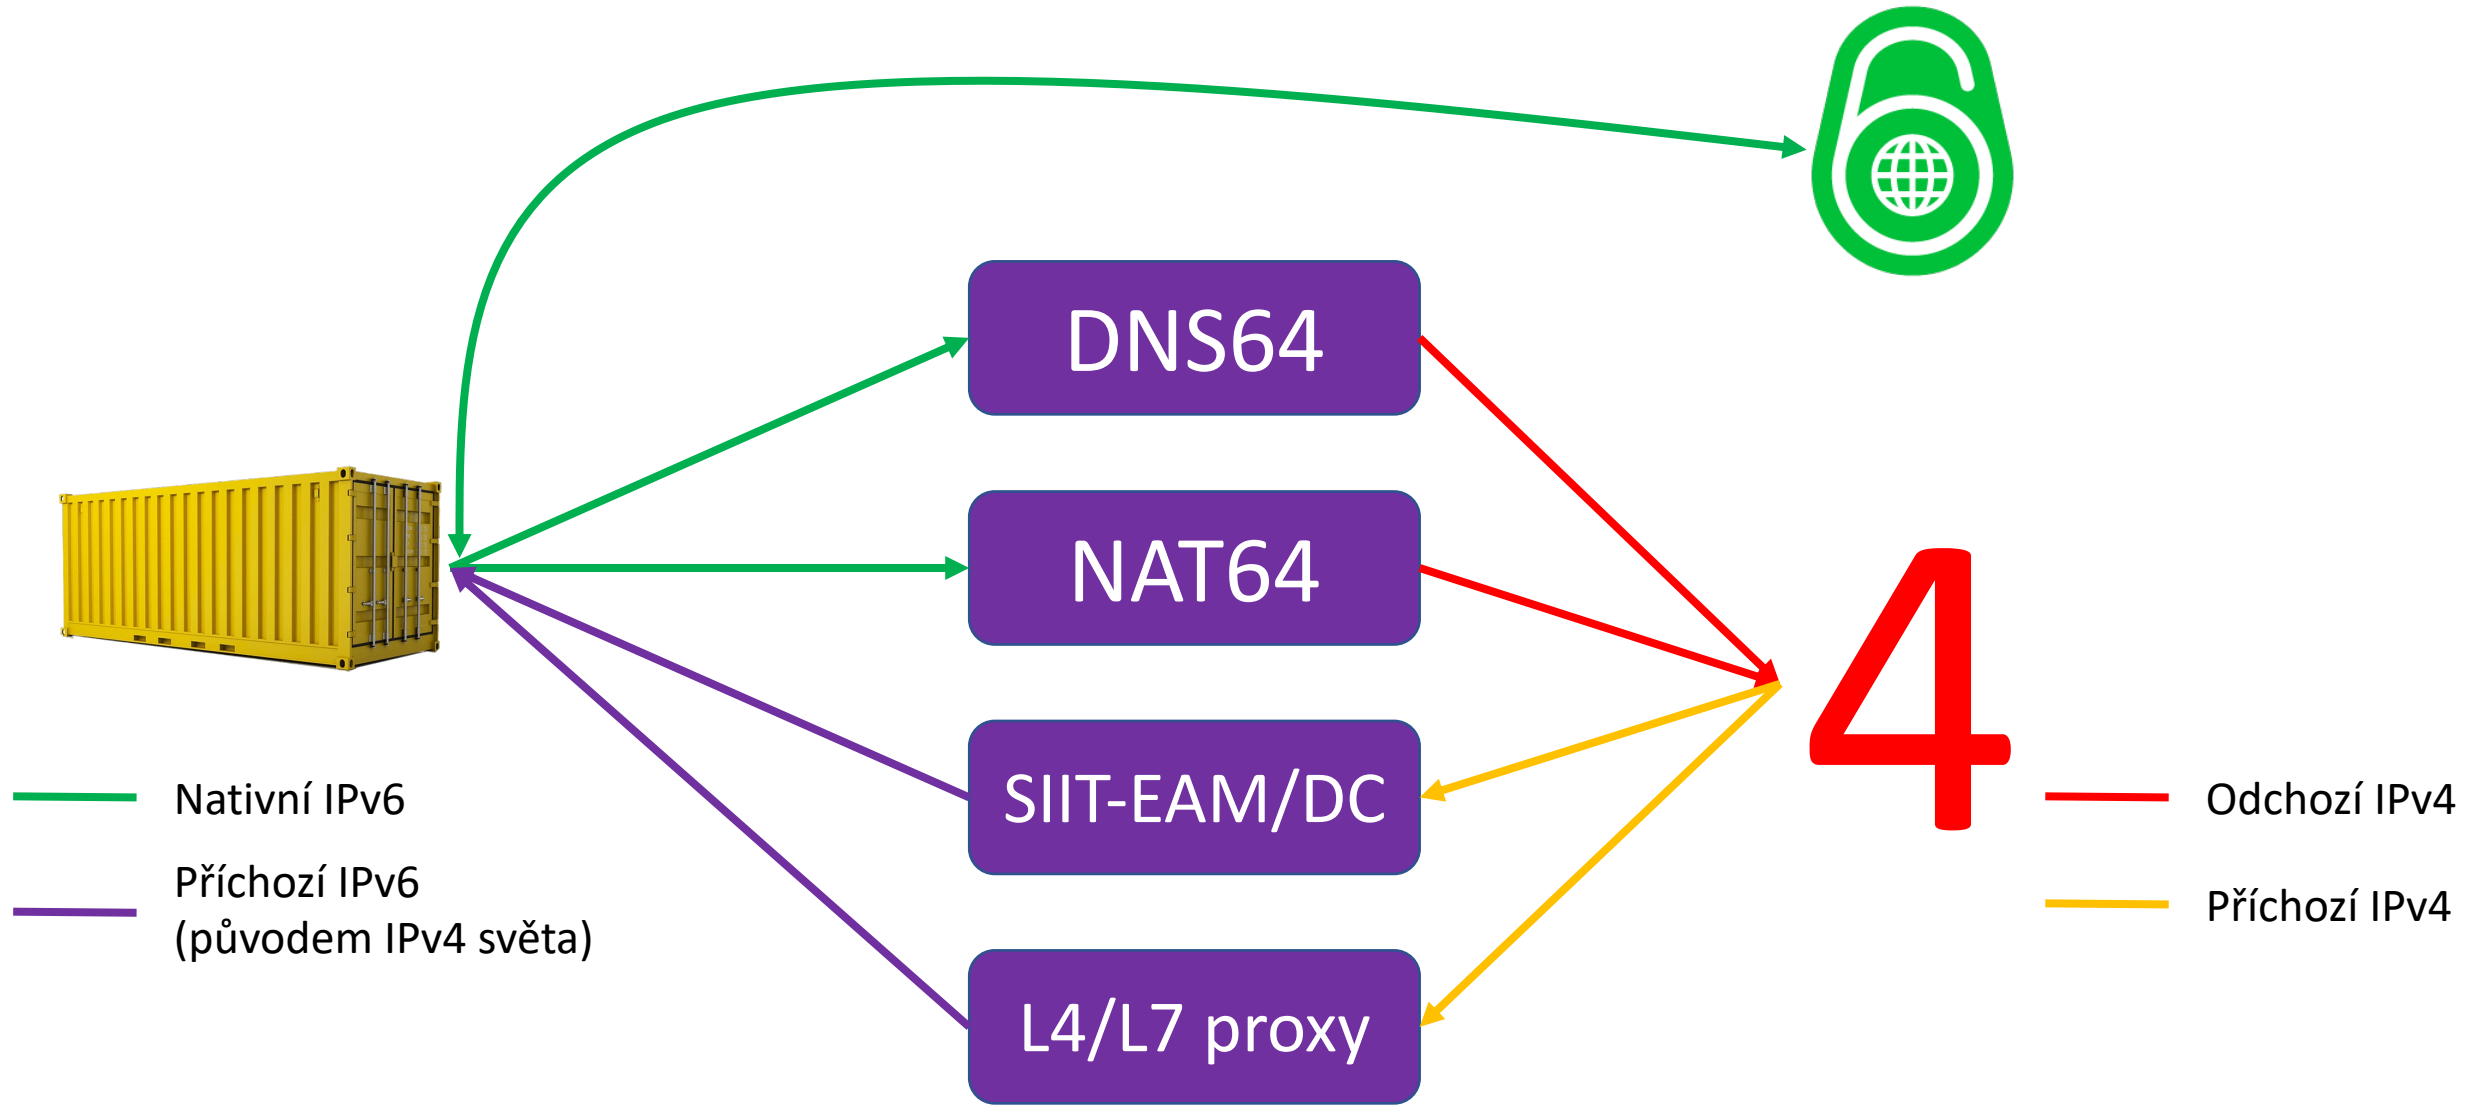 DNS64
NAT64
SIIT-EAM/DC
L4/L7 proxy
4
Nativní IPv6
Příchozí IPv6
(původem IPv4 světa)
Odchozí IPv4
Příchozí IPv4